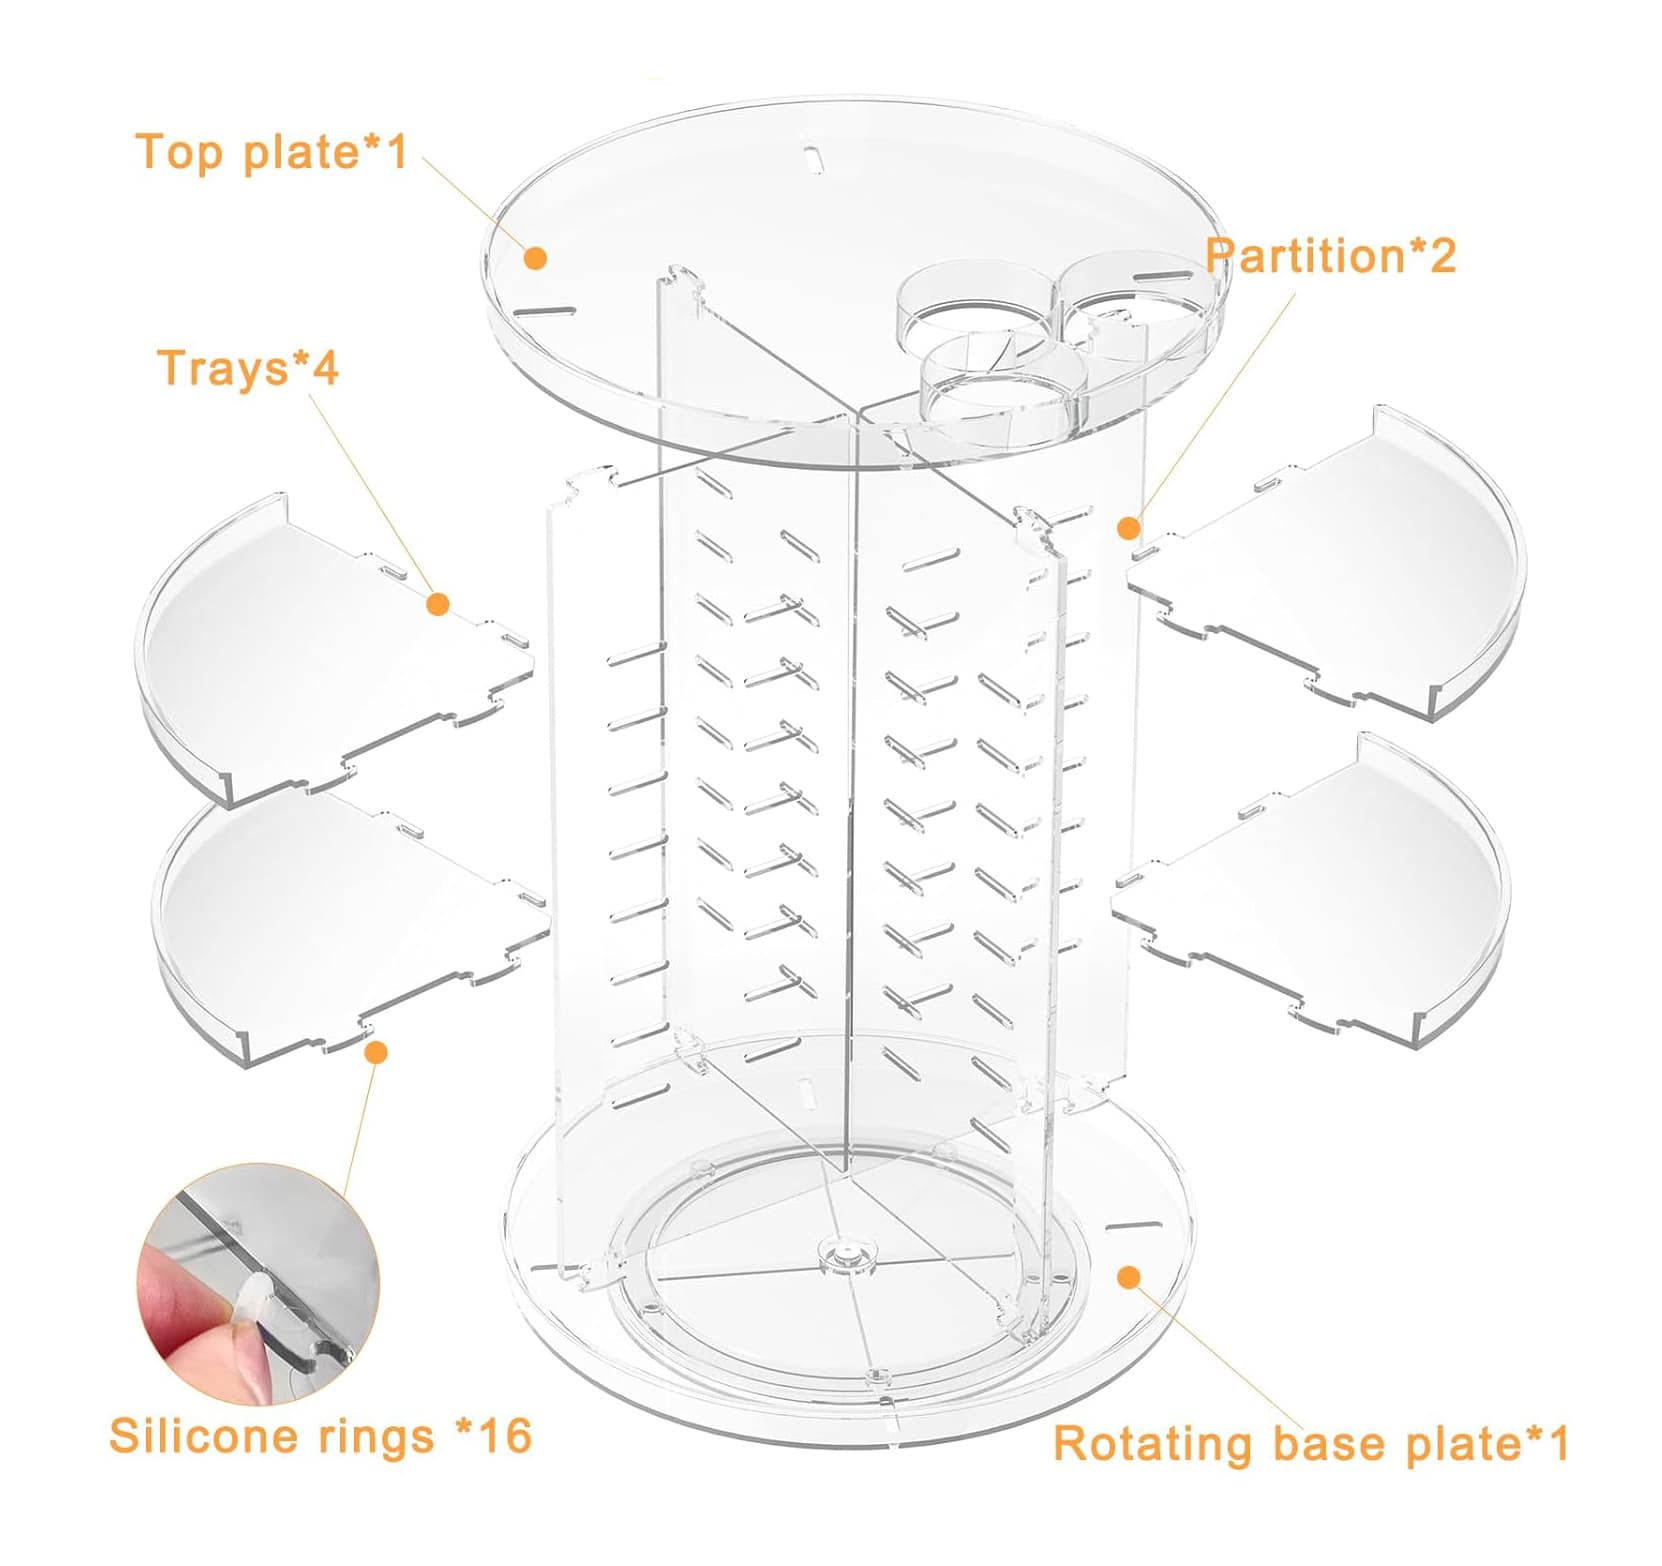 Top plate*1
Partition*2
Trays*4
Silicone rings *16
Rotating base plate*1